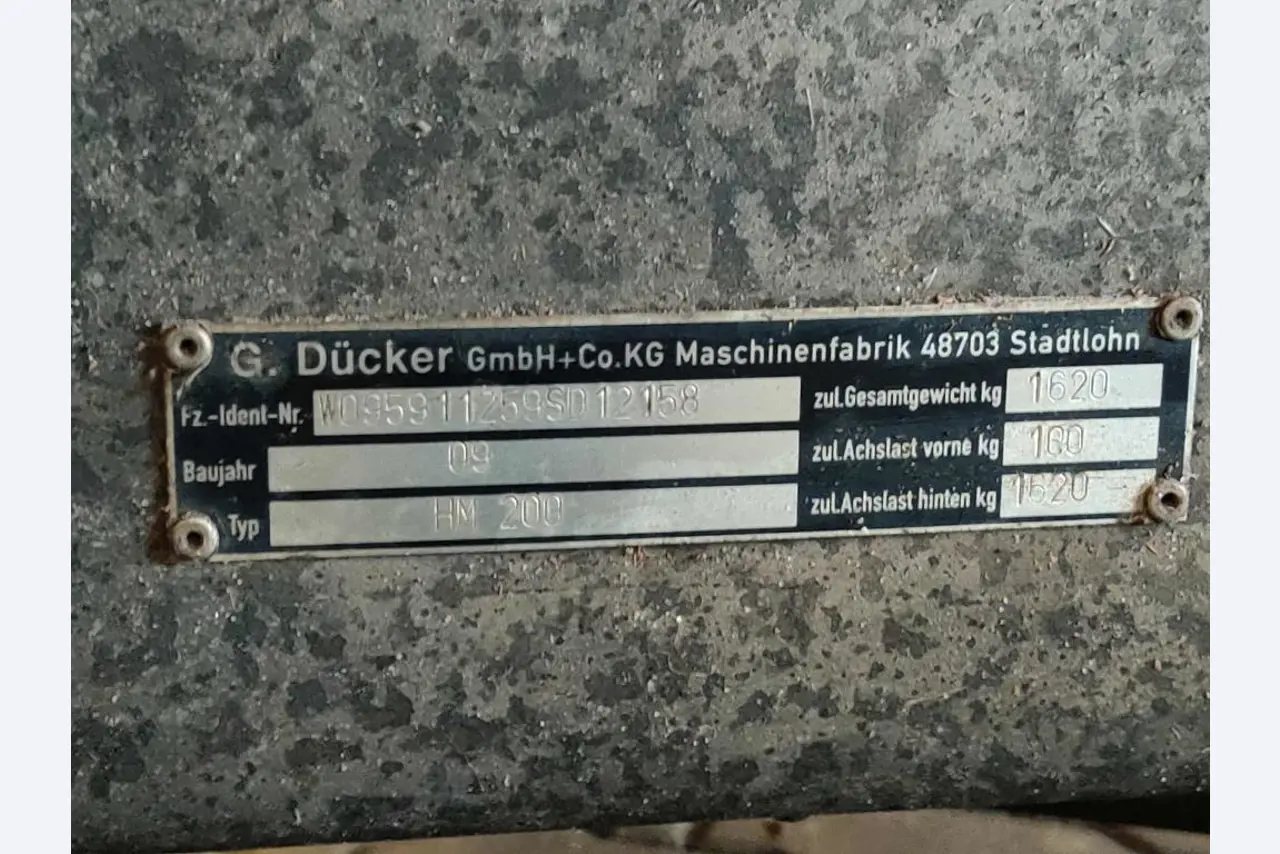 G. Dücker GmbH+Co.KG Maschinenfabrik 48703 Stadtlohn
Fz.-Ident-Nr. W095911259SD12158 zul.Gesamtgewicht kg 1620
Baujahr 09 zul.Achslast vorne kg 100
Typ HM 200 zul.Achslast hinten kg 1620